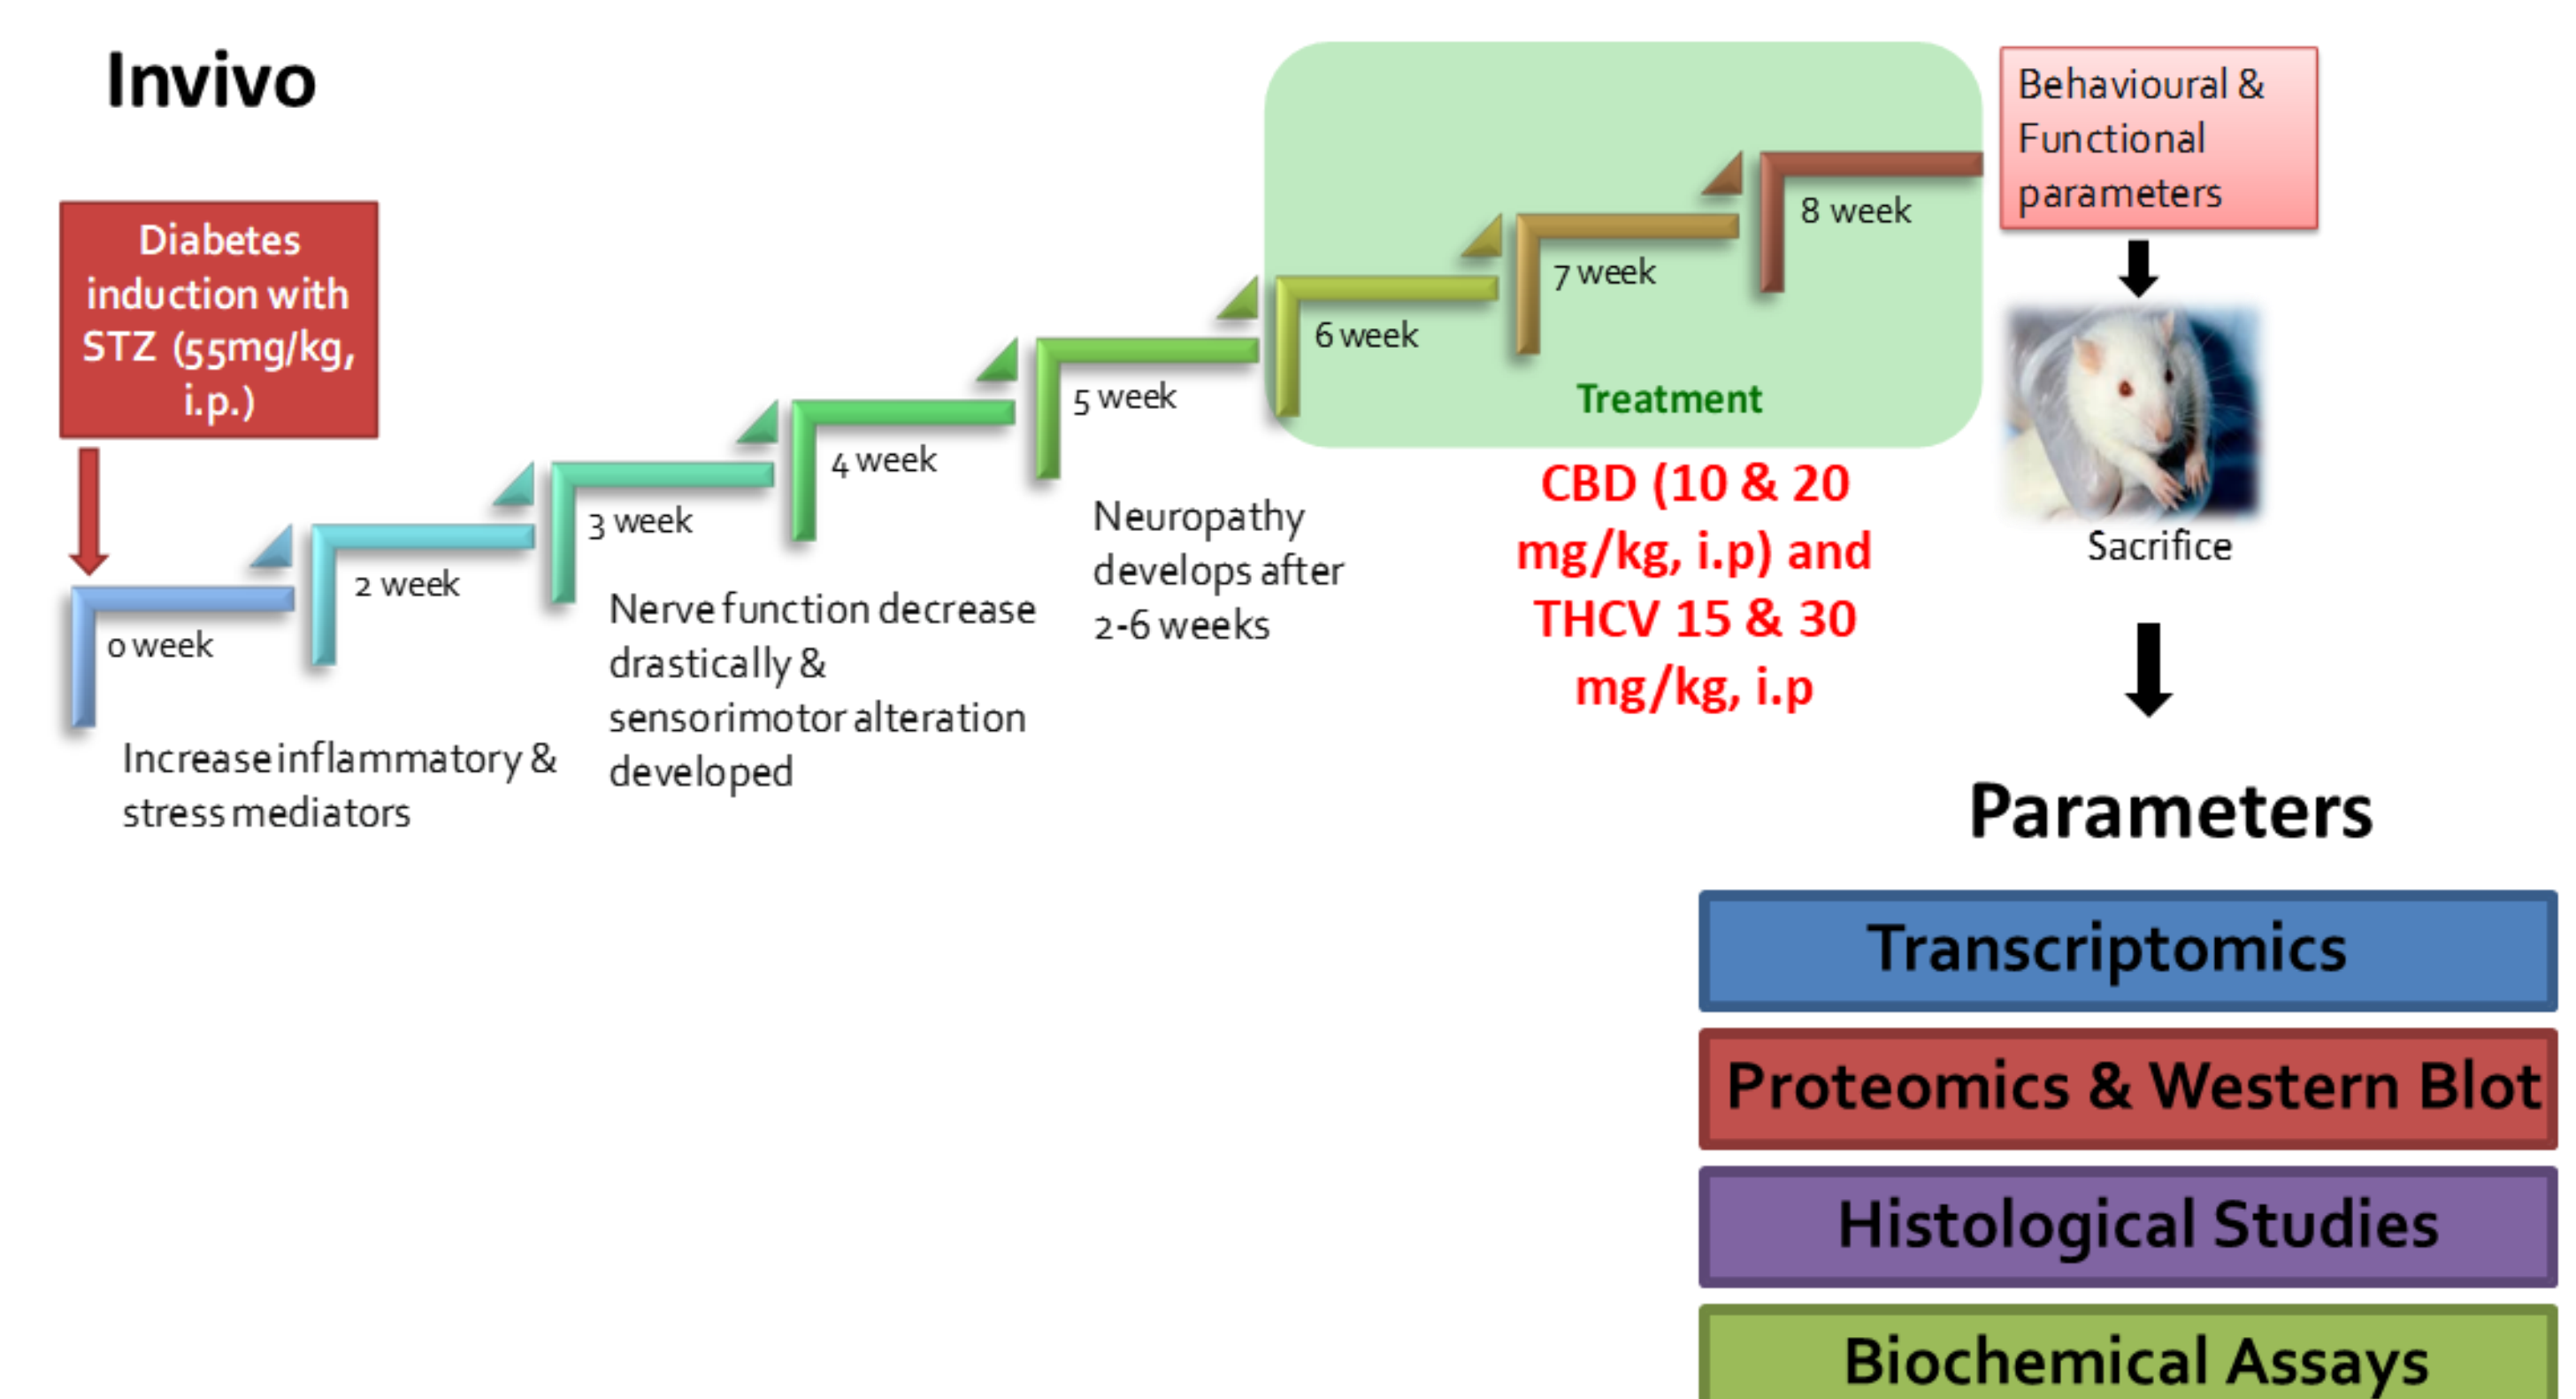 Invivo
Diabetes
induction with
STZ (55mg/kg,
i.p.)
0 week
2 week
3 week
4 week
5 week
6 week
7 week
8 week
Increase inflammatory &
stress mediators
Nerve function decrease
drastically &
sensorimotor alteration
developed
Neuropathy
develops after
2-6 weeks
Treatment
CBD (10 & 20
mg/kg, i.p) and
THCV 15 & 30
mg/kg, i.p
Behavioural &
Functional
parameters
Sacrifice
Parameters
Transcriptomics
Proteomics & Western Blot
Histological Studies
Biochemical Assays